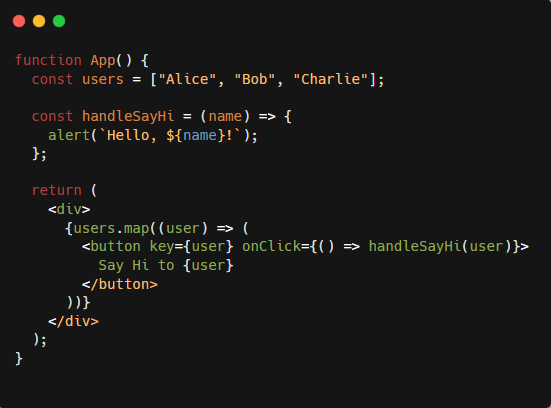 function App() {
  const users = ["Alice", "Bob", "Charlie"];

  const handleSayHi = (name) => {
    alert(`Hello, ${name}!`);
  };

  return (
    <div>
      {users.map((user) => (
        <button key={user} onClick={() => handleSayHi(user)}>
          Say Hi to {user}
        </button>
      ))}
    </div>
  );
}